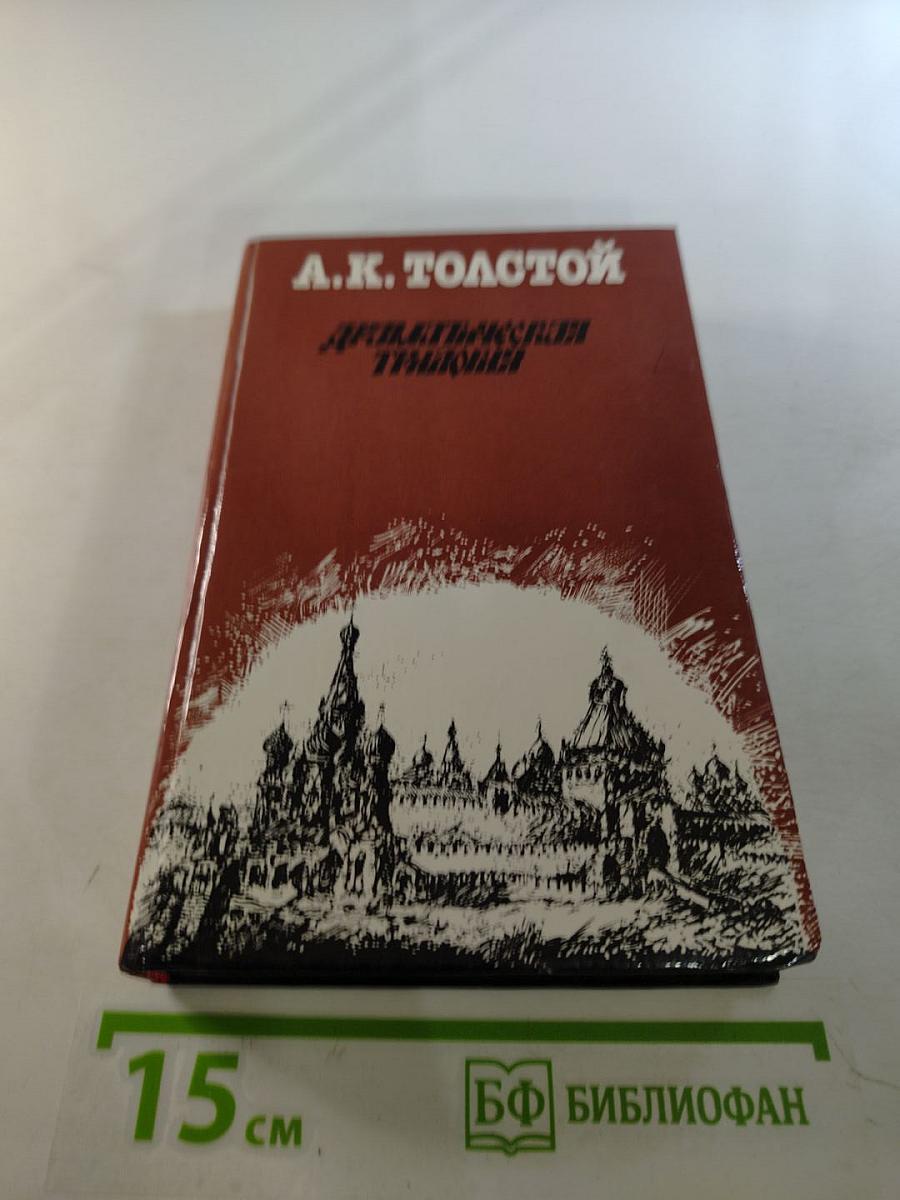 А.К. ТОЛСТОЙ
ДРАМАТИЧЕСКАЯ
ТРИЛОГИЯ
15 см
БФ БИБЛИОФАН